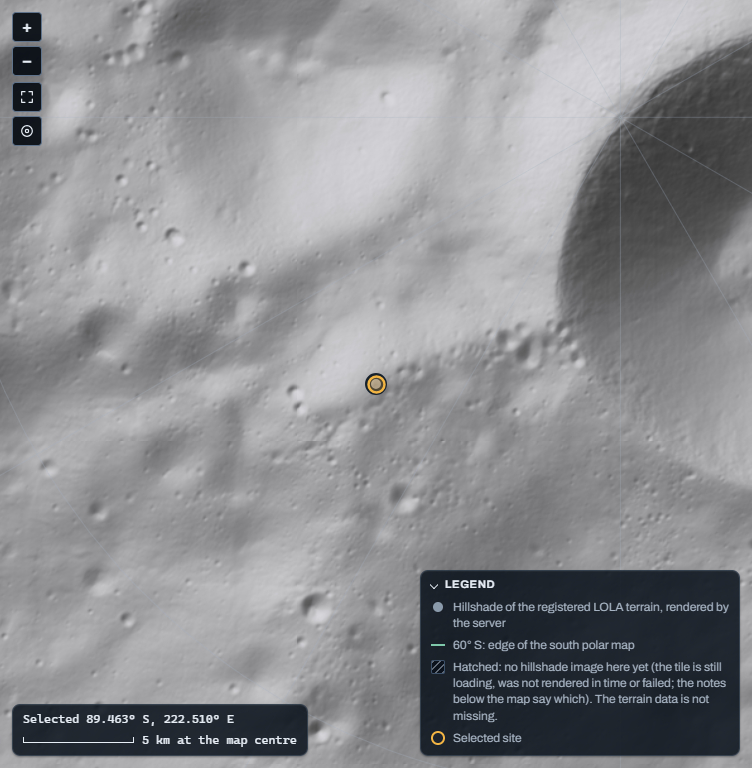 +
−
LEGEND
Hillshade of the registered LOLA terrain, rendered by
the server
60° S: edge of the south polar map
Hatched: no hillshade image here yet (the tile is still
loading, was not rendered in time or failed; the notes
below the map say which). The terrain data is not
missing.
Selected site
Selected 89.463° S, 222.510° E
5 km at the map centre